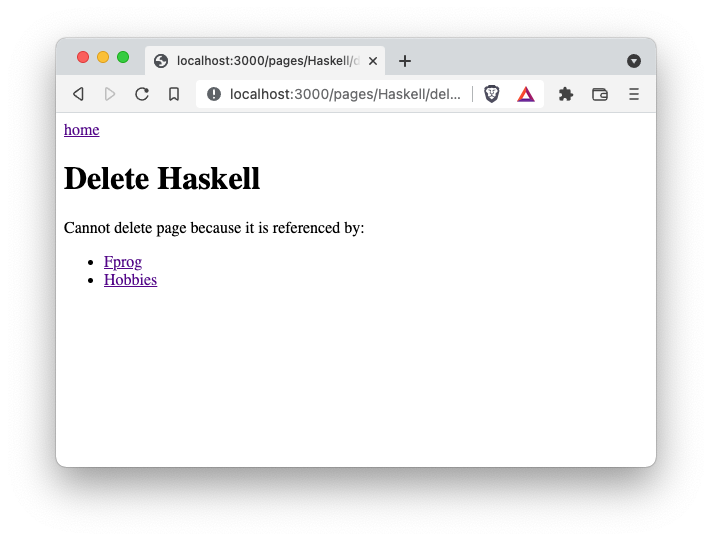 localhost:3000/pages/Haskell/d
localhost:3000/pages/Haskell/del...
home
Delete Haskell
Cannot delete page because it is referenced by:
Fprog
Hobbies